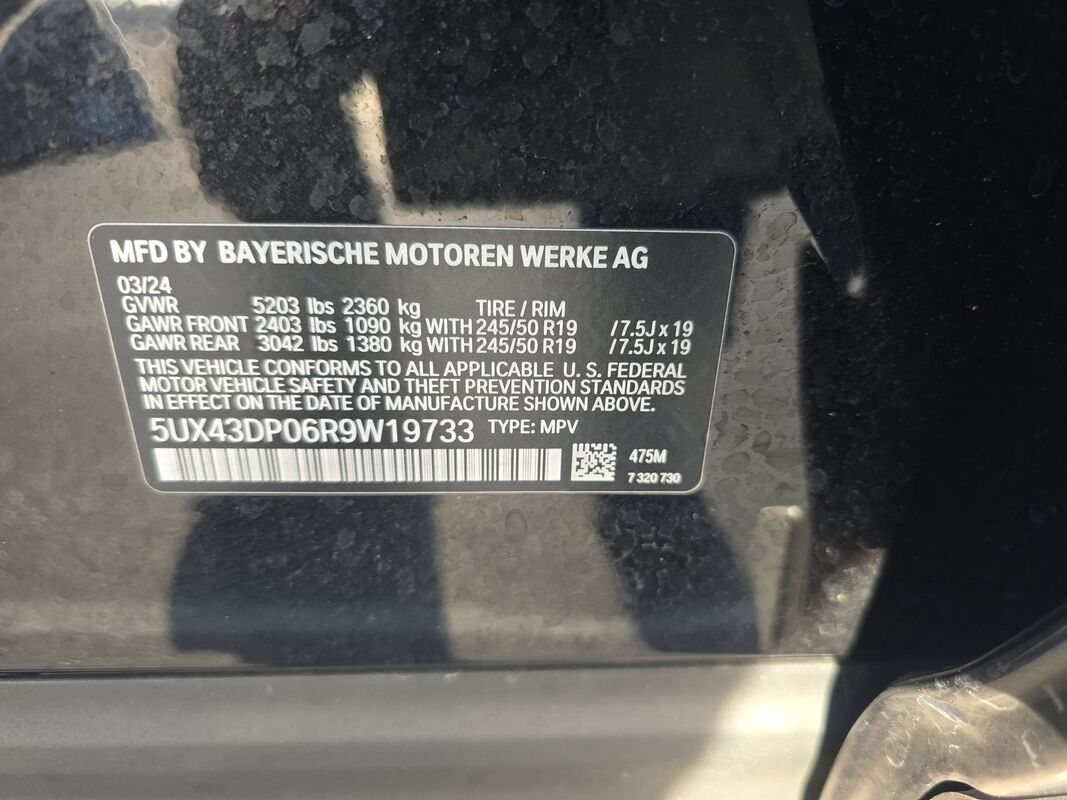 MFD BY BAYERISCHE MOTOREN WERKE AG
03/24
GVWR 5203 lbs 2360 kg TIRE / RIM
GAWR FRONT 2403 lbs 1090 kg WITH 245/50 R19 /7.5J x 19
GAWR REAR 3042 lbs 1380 kg WITH 245/50 R19 /7.5J x 19
THIS VEHICLE CONFORMS TO ALL APPLICABLE U. S. FEDERAL
MOTOR VEHICLE SAFETY AND THEFT PREVENTION STANDARDS
IN EFFECT ON THE DATE OF MANUFACTURE SHOWN ABOVE.
5UX43DP06R9W19733 TYPE: MPV
475M
7 320 730